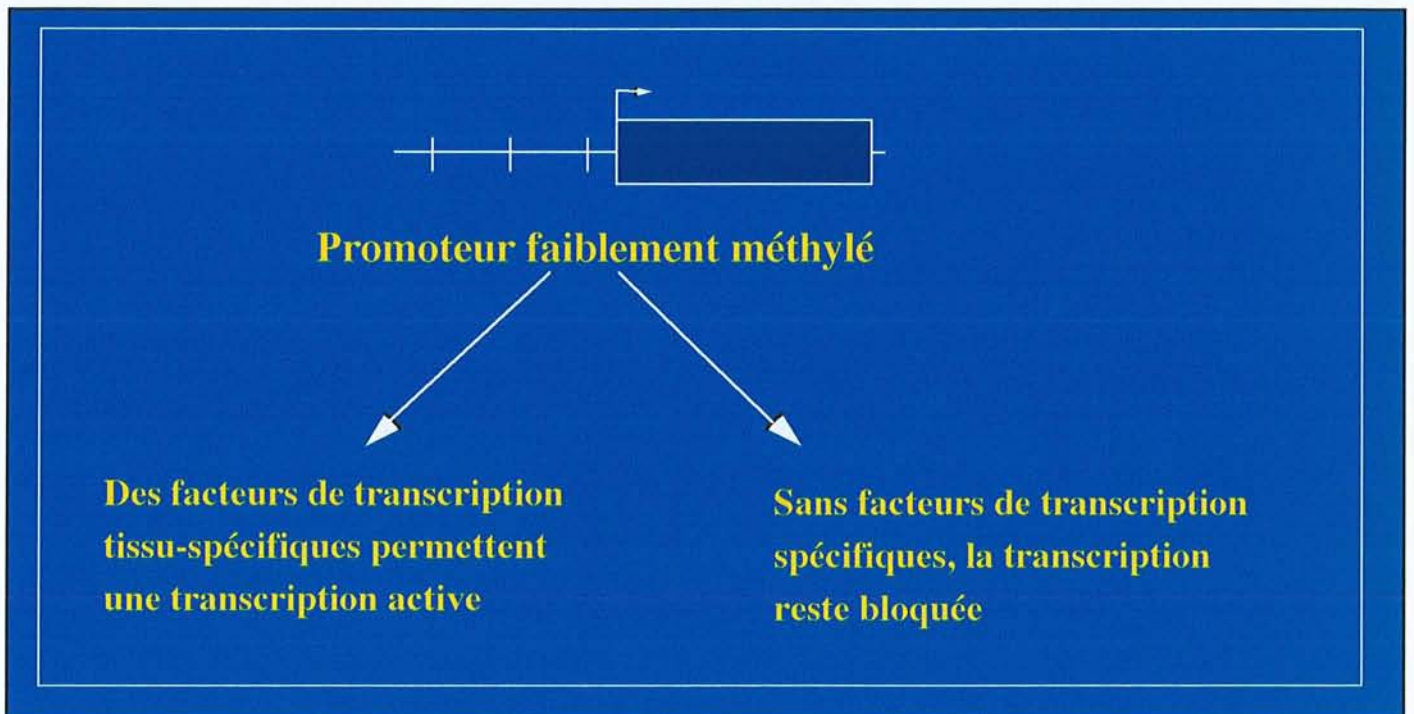 Promoteur faiblement méthylé
Des facteurs de transcription
tissu-spécifiques permettent
une transcription active
Sans facteurs de transcription
spécifiques, la transcription
reste bloquée